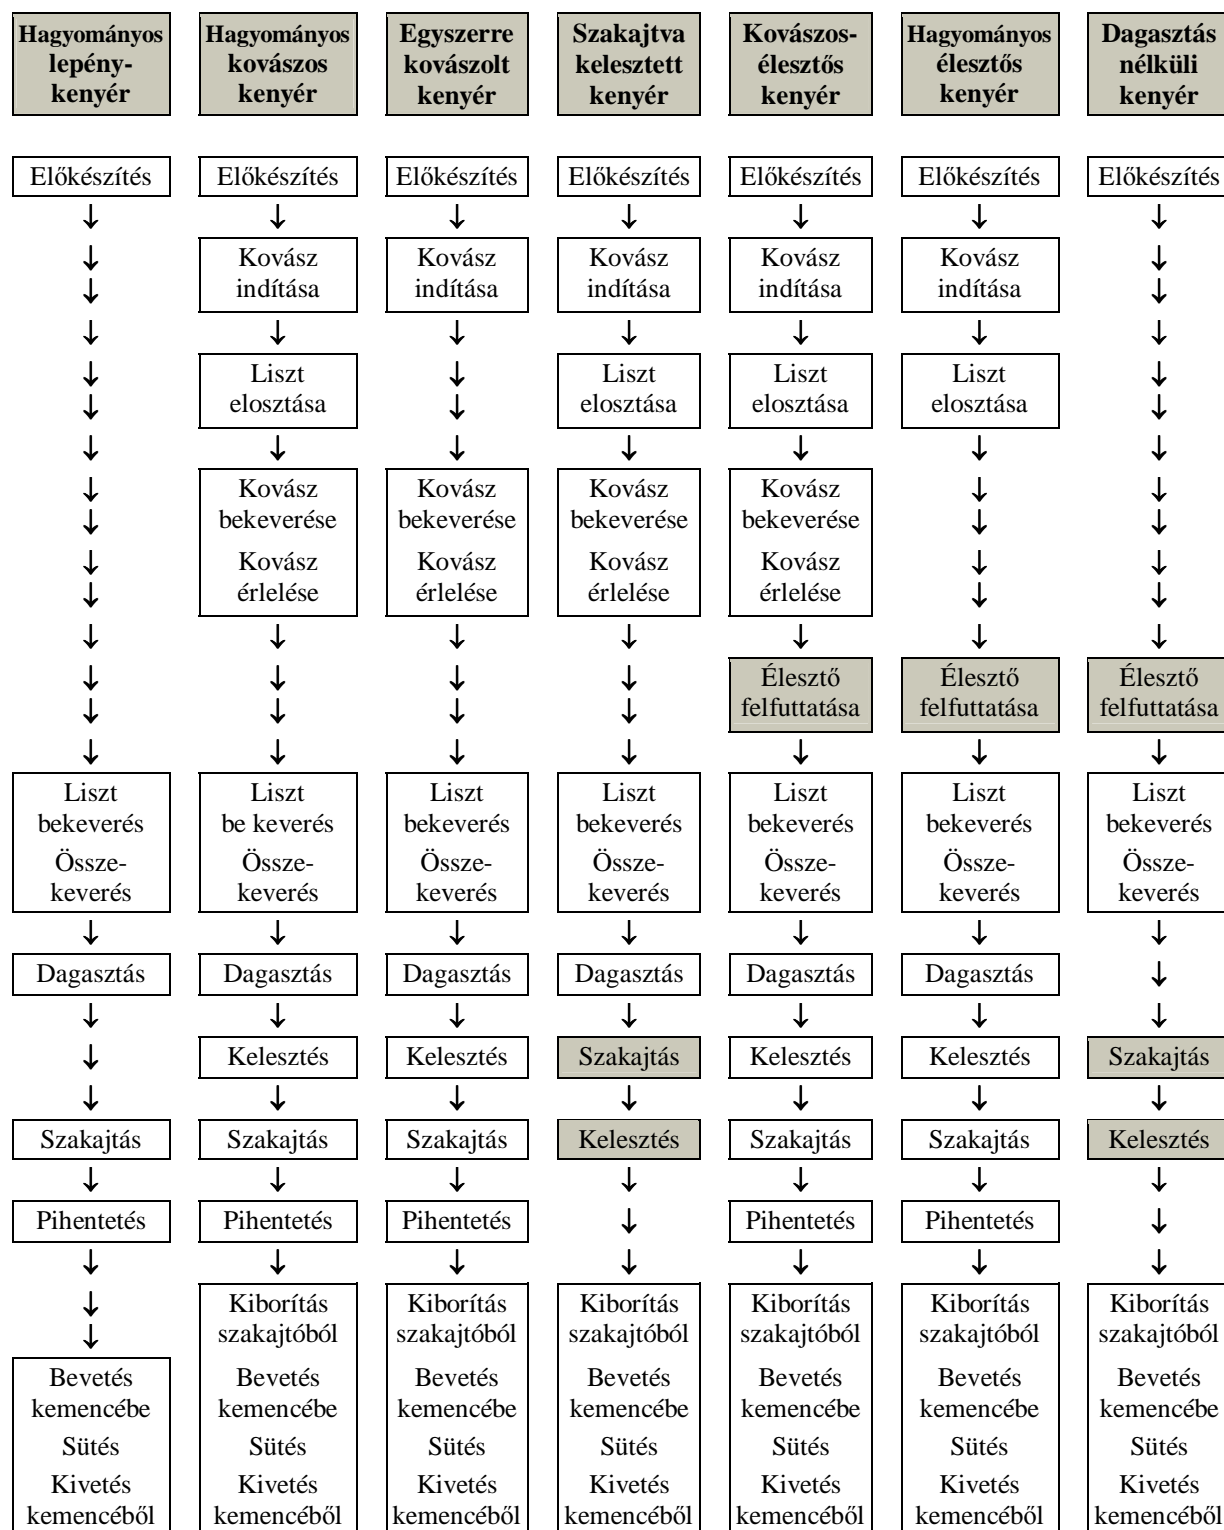 Hagyományos
lepény-
kenyér
Előkészítés
Liszt
bekeverés
Össze-
keverés
Dagasztás
Szakajtás
Pihentetés
Bevetés
kemencébe
Sütés
Kivetés
kemencéből
Hagyományos
kovászos
kenyér
Előkészítés
Kovász
indítása
Liszt
elosztása
Kovász
bekeverése
Kovász
érlelése
Liszt
be keverés
Össze-
keverés
Dagasztás
Kelesztés
Szakajtás
Pihentetés
Kiborítás
szakajtóból
Bevetés
kemencébe
Sütés
Kivetés
kemencéből
Egyszerre
kovászolt
kenyér
Előkészítés
Kovász
indítása
Kovász
bekeverése
Kovász
érlelése
Liszt
bekeverés
Össze-
keverés
Dagasztás
Kelesztés
Szakajtás
Pihentetés
Kiborítás
szakajtóból
Bevetés
kemencébe
Sütés
Kivetés
kemencéből
Szakajtva
kelesztett
kenyér
Előkészítés
Kovász
indítása
Liszt
elosztása
Kovász
bekeverése
Kovász
érlelése
Liszt
bekeverés
Össze-
keverés
Dagasztás
Szakajtás
Kelesztés
Kiborítás
szakajtóból
Bevetés
kemencébe
Sütés
Kivetés
kemencéből
Kovászos-
élesztős
kenyér
Előkészítés
Kovász
indítása
Liszt
elosztása
Kovász
bekeverése
Kovász
érlelése
Élesztő
felfuttatása
Liszt
bekeverés
Össze-
keverés
Dagasztás
Kelesztés
Szakajtás
Pihentetés
Kiborítás
szakajtóból
Bevetés
kemencébe
Sütés
Kivetés
kemencéből
Hagyományos
élesztős
kenyér
Előkészítés
Kovász
indítása
Liszt
elosztása
Élesztő
felfuttatása
Liszt
bekeverés
Össze-
keverés
Dagasztás
Kelesztés
Szakajtás
Pihentetés
Kiborítás
szakajtóból
Bevetés
kemencébe
Sütés
Kivetés
kemencéből
Dagasztás
nélküli
kenyér
Előkészítés
Élesztő
felfuttatása
Liszt
bekeverés
Össze-
keverés
Szakajtás
Kelesztés
Kiborítás
szakajtóból
Bevetés
kemencébe
Sütés
Kivetés
kemencéből